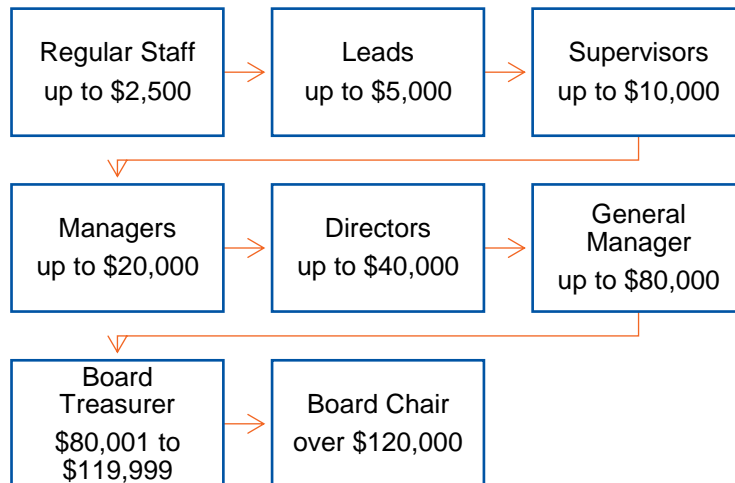 Regular Staff
up to $2,500
Leads
up to $5,000
Supervisors
up to $10,000
Managers
up to $20,000
Directors
up to $40,000
General
Manager
up to $80,000
Board
Treasurer
$80,001 to
$119,999
Board Chair
over $120,000